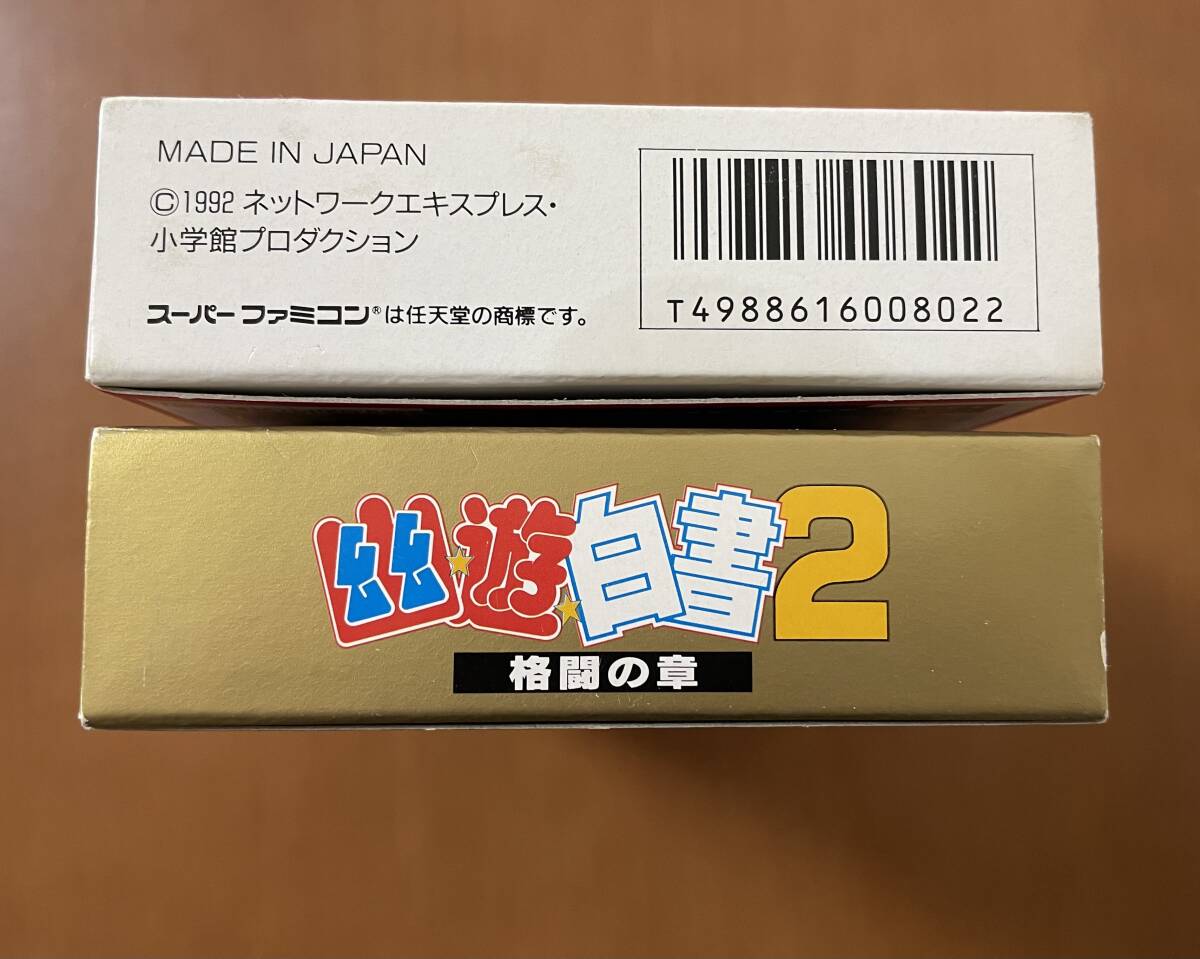 MADE IN JAPAN
©1992 ネットワークエキスプレス・
小学館プロダクション
スーパーファミコン®は任天堂の商標です。
T4988616008022
幽★遊★白書2
格闘の章